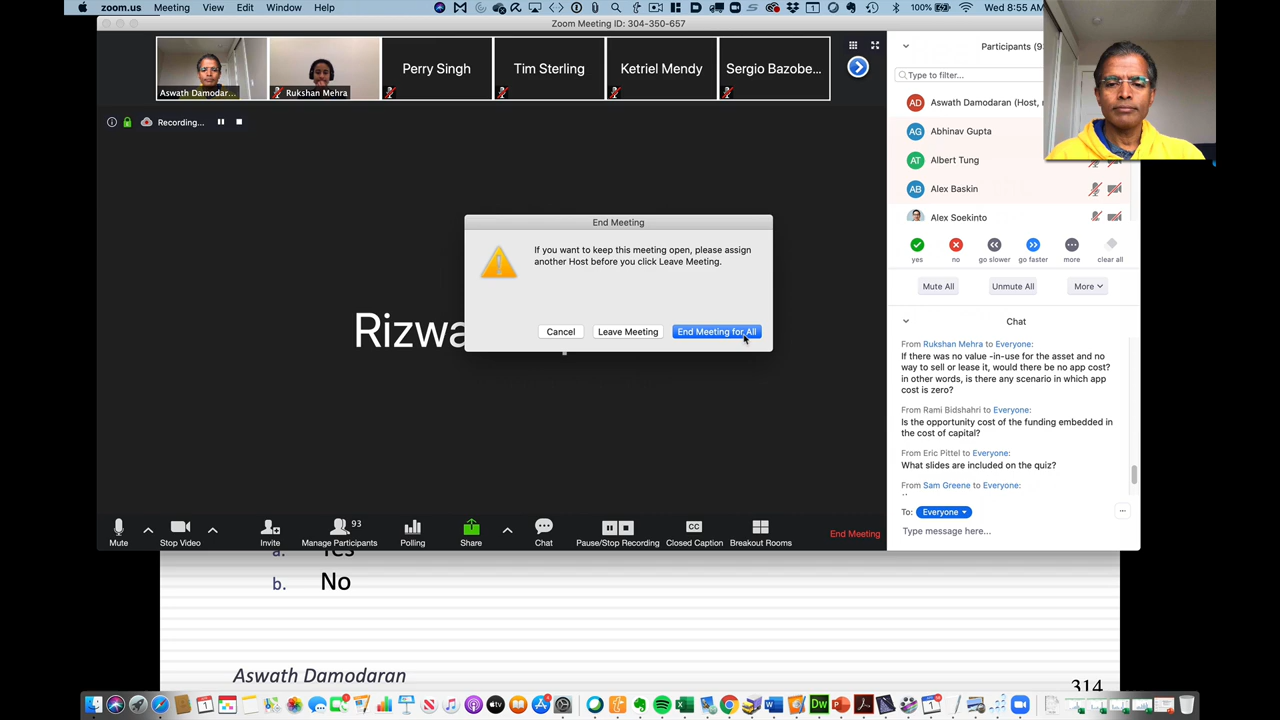 zoom.us Meeting View Edit Window Help
100% Wed 8:55 A
Zoom Meeting ID: 304-350-657
Aswath Damodar...
Rukshan Mehra
Perry Singh
Tim Sterling
Ketriel Mendy
Sergio Bazobe...
Recording...
Participants (93
Type to filter...
AD Aswath Damodaran (Host,
AG Abhinav Gupta
AT Albert Tung
AB Alex Baskin
Alex Soekinto
yes no go slower go faster more clear all
Mute All Unmute All More
End Meeting
If you want to keep this meeting open, please assign
another Host before you click Leave Meeting.
Cancel Leave Meeting End Meeting for All
Rizwa
Chat
From Rukshan Mehra to Everyone:
If there was no value -in-use for the asset and no
way to sell or lease it, would there be no app cost?
in other words, is there any scenario in which app
cost is zero?
From Rami Bidshahri to Everyone:
Is the opportunity cost of the funding embedded in
the cost of capital?
From Eric Pittel to Everyone:
What slides are included on the quiz?
From Sam Greene to Everyone:
To: Everyone
Type message here...
93
Mute Stop Video Invite Manage Participants Polling Share Chat Pause/Stop Recording Closed Caption Breakout Rooms End Meeting
a. Yes
b. No
Aswath Damodaran
314